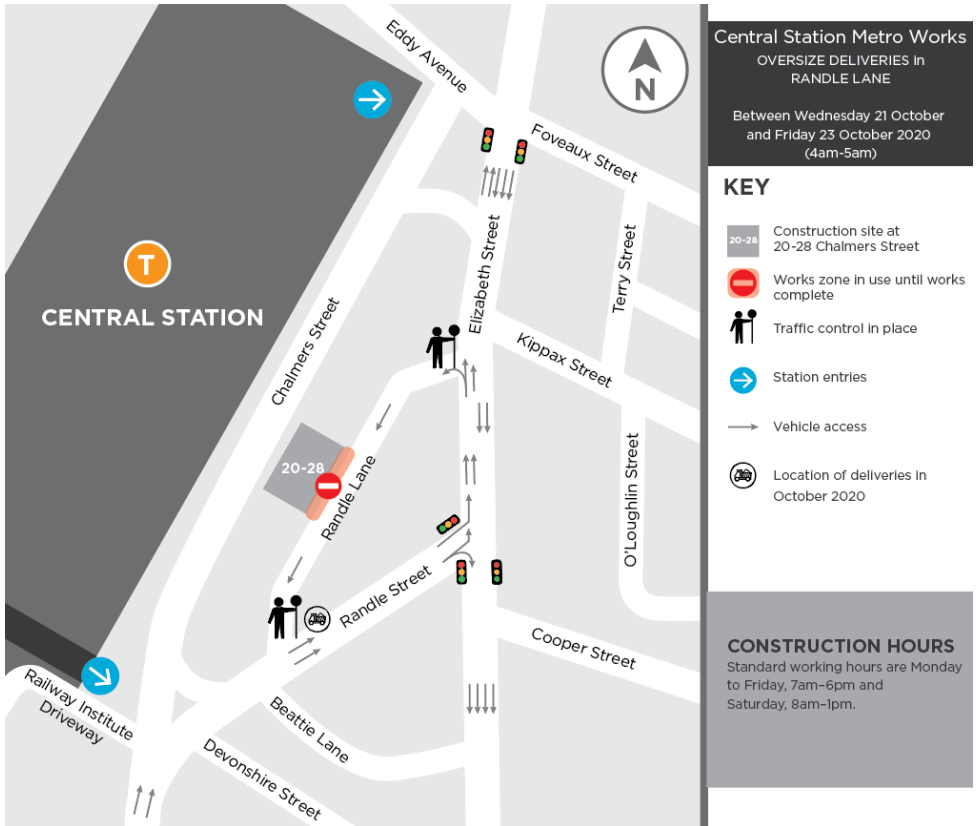 Eddy Avenue
N
Foveaux Street
T
CENTRAL STATION
Elizabeth Street
Terry Street
Chalmers Street
Kippax Street
20-28
Randle Lane
O'Loughlin Street
Randle Street
Cooper Street
Railway Institute
Driveway
Beattie Lane
Devonshire Street
Central Station Metro Works
OVERSIZE DELIVERIES in
RANDLE LANE
Between Wednesday 21 October
and Friday 23 October 2020
(4am-5am)
KEY
20-28
Construction site at
20-28 Chalmers Street
Works zone in use until works
complete
Traffic control in place
Station entries
Vehicle access
Location of deliveries in
October 2020
CONSTRUCTION HOURS
Standard working hours are Monday
to Friday, 7am–6pm and
Saturday, 8am–1pm.